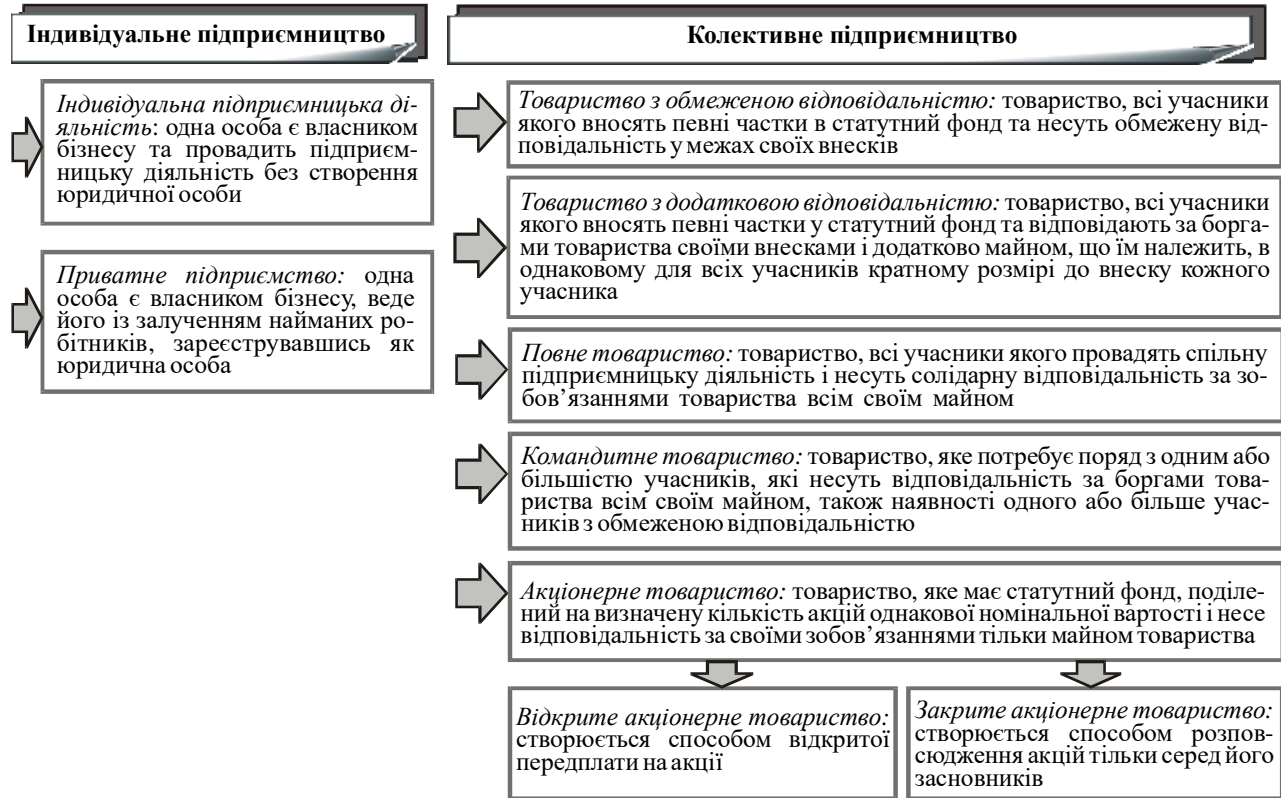 Індивідуальне підприємництво
Індивідуальна підприємницька ді-
яльність: одна особа є власником
бізнесу та провадить підприєм-
ницьку діяльність без створення
юридичної особи
Приватне підприємство: одна
особа є власником бізнесу, веде
його із залученням найманих ро-
бітників, зареєструвавшись як
юридична особа
Колективне підприємництво
Товариство з обмеженою відповідальністю: товариство, всі учасники
якого вносять певні частки в статутний фонд та несуть обмежену від-
повідальність у межах своїх внесків
Товариство з додатковою відповідальністю: товариство, всі учасники
якого вносять певні частки у статутний фонд та відповідають за борга-
ми товариства своїми внесками і додатково майном, що їм належить, в
однаковому для всіх учасників кратному розмірі до внеску кожного
учасника
Повне товариство: товариство, всі учасники якого провадять спільну
підприємницьку діяльність і несуть солідарну відповідальність за зо-
бов’язаннями товариства всім своїм майном
Командитне товариство: товариство, яке потребує поряд з одним або
більшістю учасників, які несуть відповідальність за боргами това-
риства всім своїм майном, також наявності одного або більше учас-
ників з обмеженою відповідальністю
Акціонерне товариство: товариство, яке має статутний фонд, поділе-
ний на визначену кількість акцій однакової номінальної вартості і несе
відповідальність за своїми зобов’язаннями тільки майном товариства
Відкрите акціонерне товариство:
створюється способом відкритої
передплати на акції
Закрите акціонерне товариство:
створюється способом розпов-
сюдження акцій тільки серед його
засновників